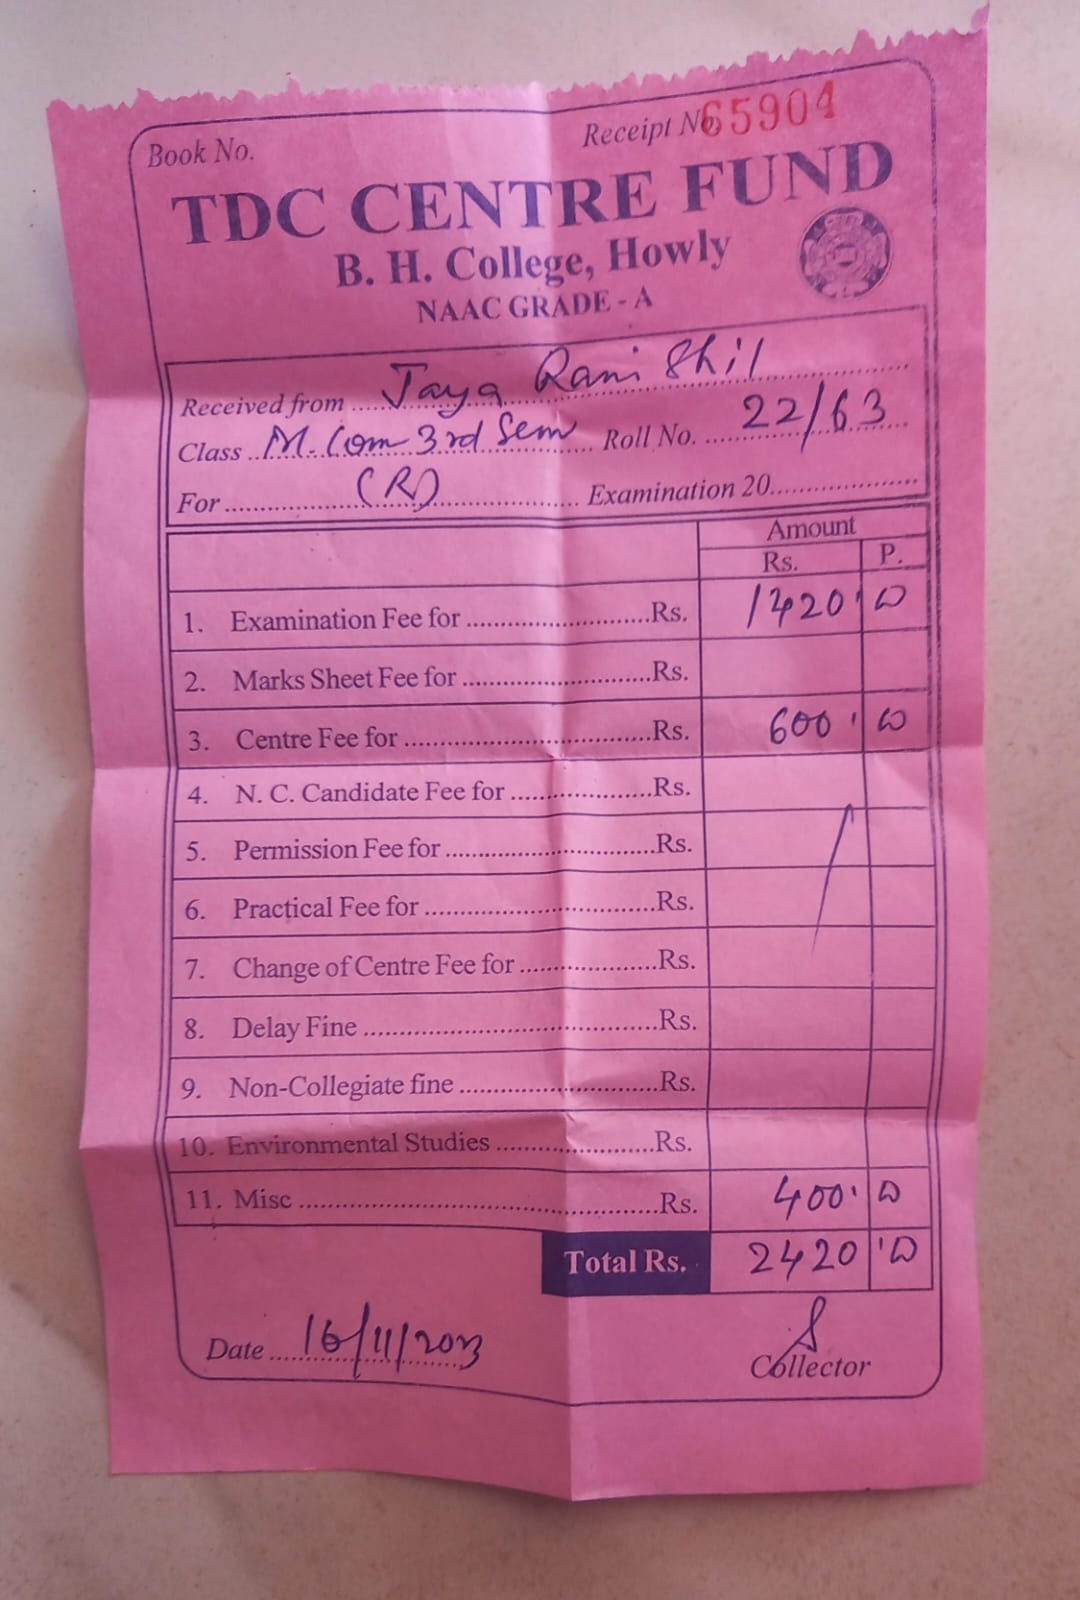 Book No. Receipt No. 65904
TDC CENTRE FUND
B. H. College, Howly
NAAC GRADE - A
Received from ..... Jaya Rani Shil
Class .. M. Com 3rd Sem ... Roll No. ..... 22/63
For ..... (R) ..... Examination 20.....
Amount
Rs. P.
1. Examination Fee for .....Rs. 1420.00
2. Marks Sheet Fee for .....Rs.
3. Centre Fee for .....Rs. 600.00
4. N. C. Candidate Fee for .....Rs.
5. Permission Fee for .....Rs.
6. Practical Fee for .....Rs.
7. Change of Centre Fee for .....Rs.
8. Delay Fine .....Rs.
9. Non-Collegiate fine .....Rs.
10. Environmental Studies .....Rs.
11. Misc .....Rs. 400.00
Total Rs. 2420.00
Date ..... 16/11/2023
Collector